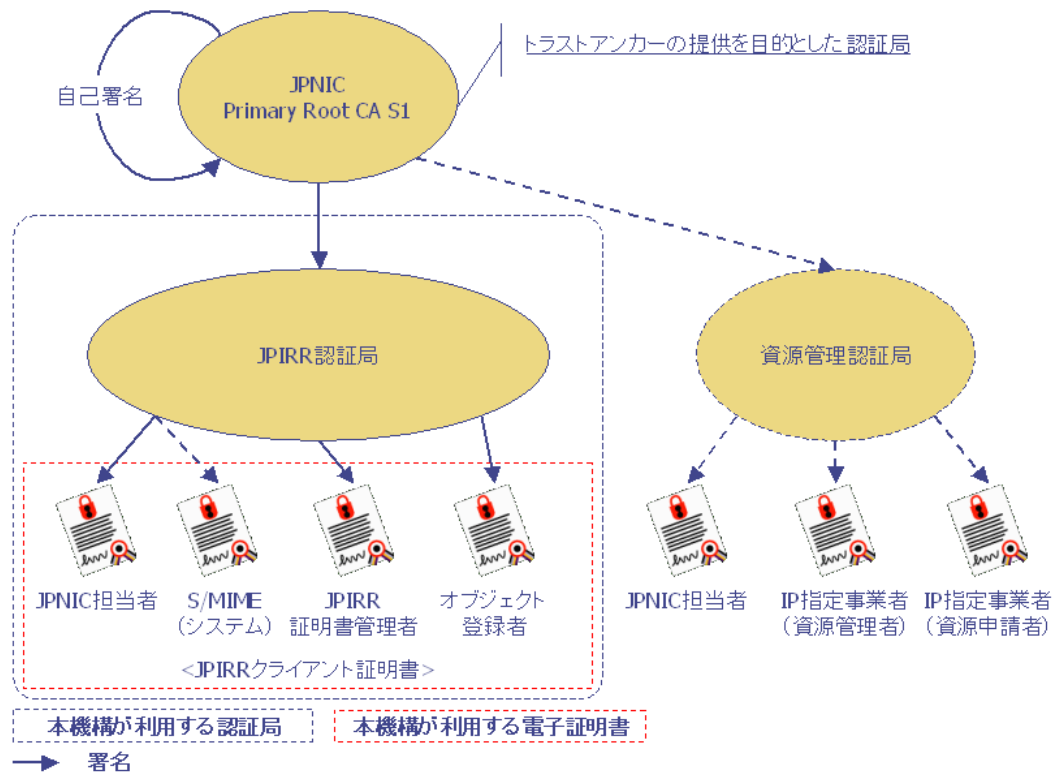 トラストアンカーの提供を目的とした認証局
自己署名
JPNIC
Primary Root CA S1
JPIRR認証局
資源管理認証局
JPNIC担当者
S/MIME
（システム）
JPIRR
証明書管理者
オブジェクト
登録者
<JPIRRクライアント証明書>
JPNIC担当者
IP指定事業者
（資源管理者）
IP指定事業者
（資源申請者）
本機構が利用する認証局
本機構が利用する電子証明書
署名